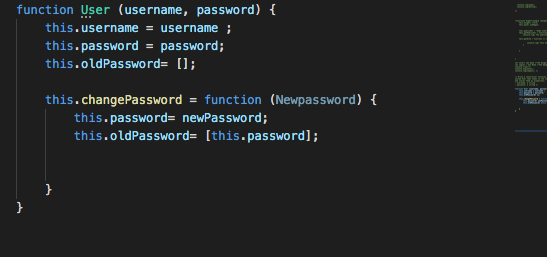 function User (username, password) {
    this.username = username ;
    this.password = password;
    this.oldPassword= [];

    this.changePassword = function (Newpassword) {
        this.password= newPassword;
        this.oldPassword= [this.password];


    }
}